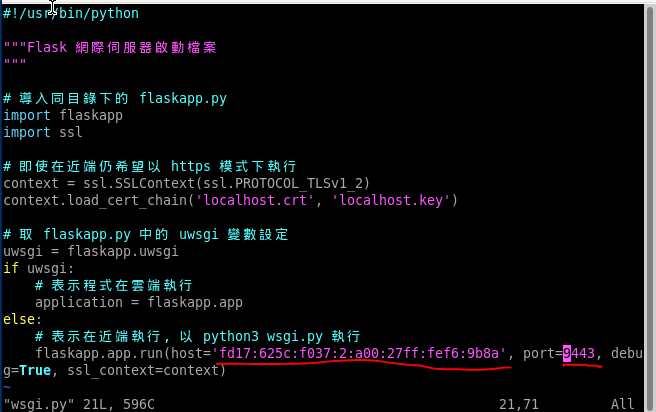 #!/usr/bin/python
"""Flask 網際伺服器啟動檔案
"""
# 導入同目錄下的 flaskapp.py
import flaskapp
import ssl
# 即使在近端仍希望以 https 模式下執行
context = ssl.SSLContext(ssl.PROTOCOL_TLSv1_2)
context.load_cert_chain('localhost.crt', 'localhost.key')
# 取 flaskapp.py 中的 uwsgi 變數設定
uwsgi = flaskapp.uwsgi
if uwsgi:
    # 表示程式在雲端執行
    application = flaskapp.app
else:
    # 表示在近端執行, 以 python3 wsgi.py 執行
    flaskapp.app.run(host='fd17:625c:f037:2:a00:27ff:fef6:9b8a', port=9443, debu
g=True, ssl_context=context)
~
"wsgi.py" 21L, 596C 21,71 All